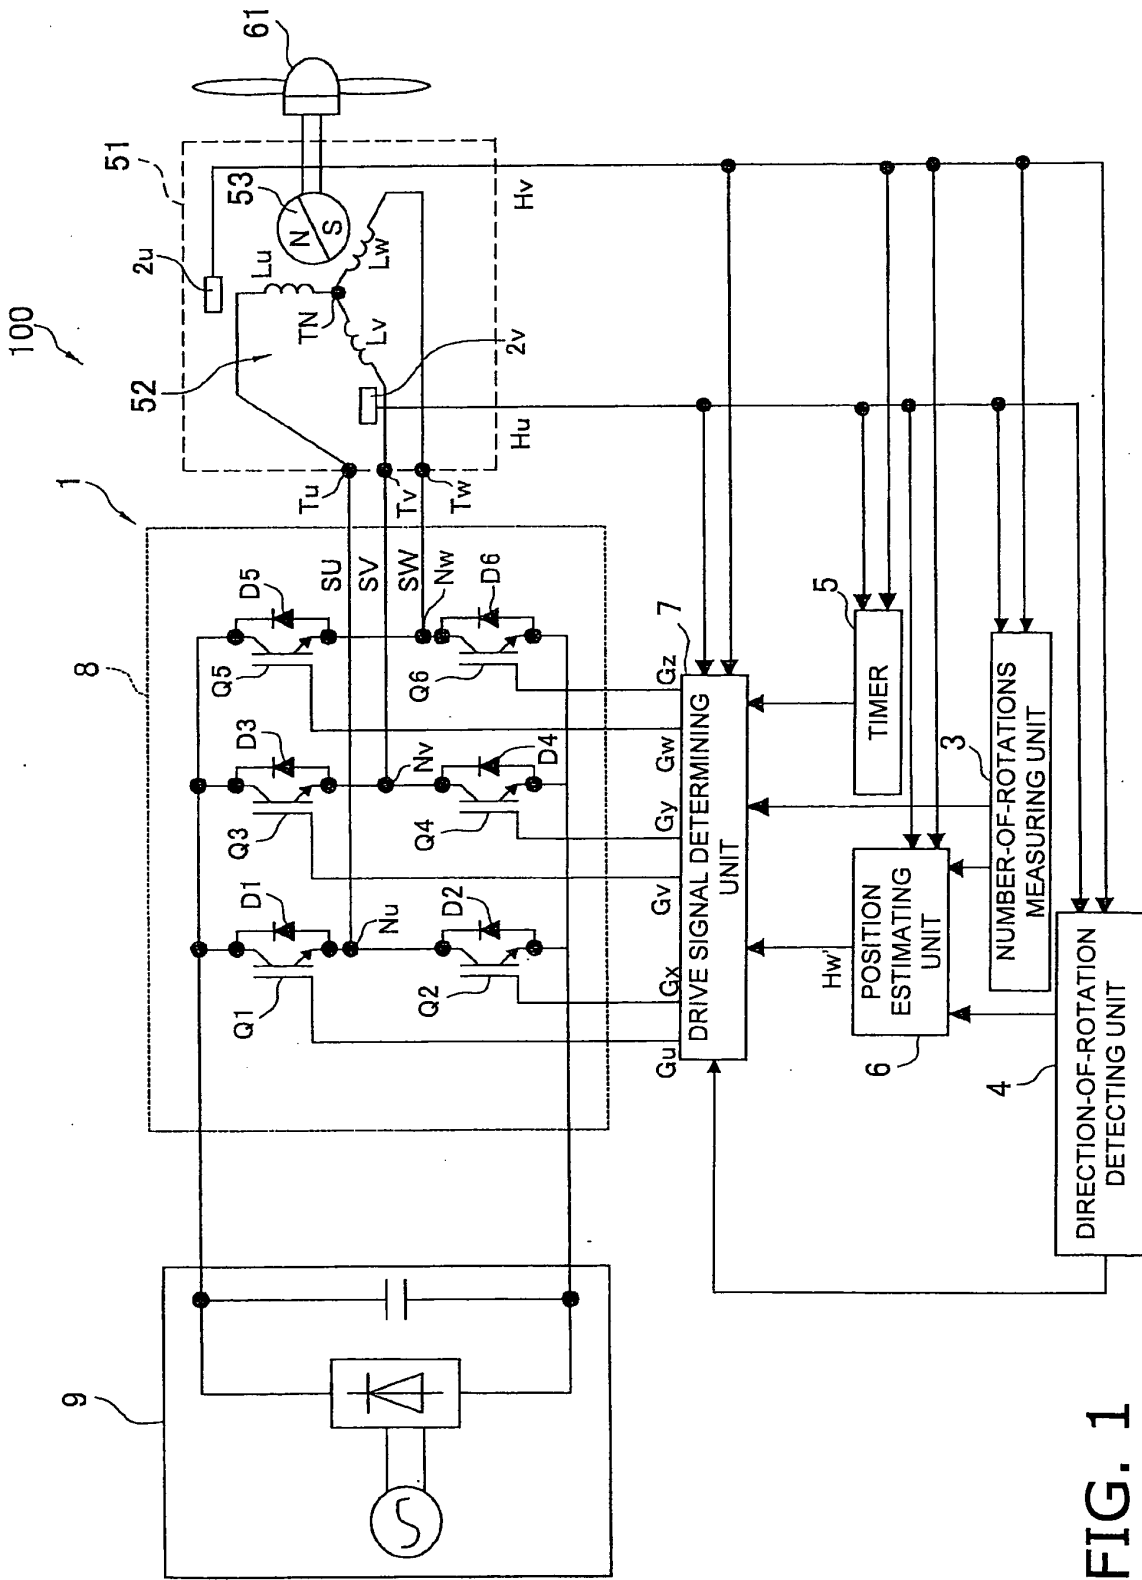 100
1
8
9
51
61
2u
53
N
S
Lu
Lw
TN
Lv
52
2v
Hv
Hu
Tu
Tv
Tw
SU
SV
SW
Q1
D1
Q3
D3
Q5
D5
Nu
Nv
Nw
Q2
D2
Q4
D4
Q6
D6
Gu
Gx
Gv
Gy
Gw
Gz
7
DRIVE SIGNAL DETERMINING
UNIT
5
TIMER
3
NUMBER-OF-ROTATIONS
MEASURING UNIT
Hw'
POSITION
ESTIMATING
UNIT
6
4
DIRECTION-OF-ROTATION
DETECTING UNIT
FIG. 1